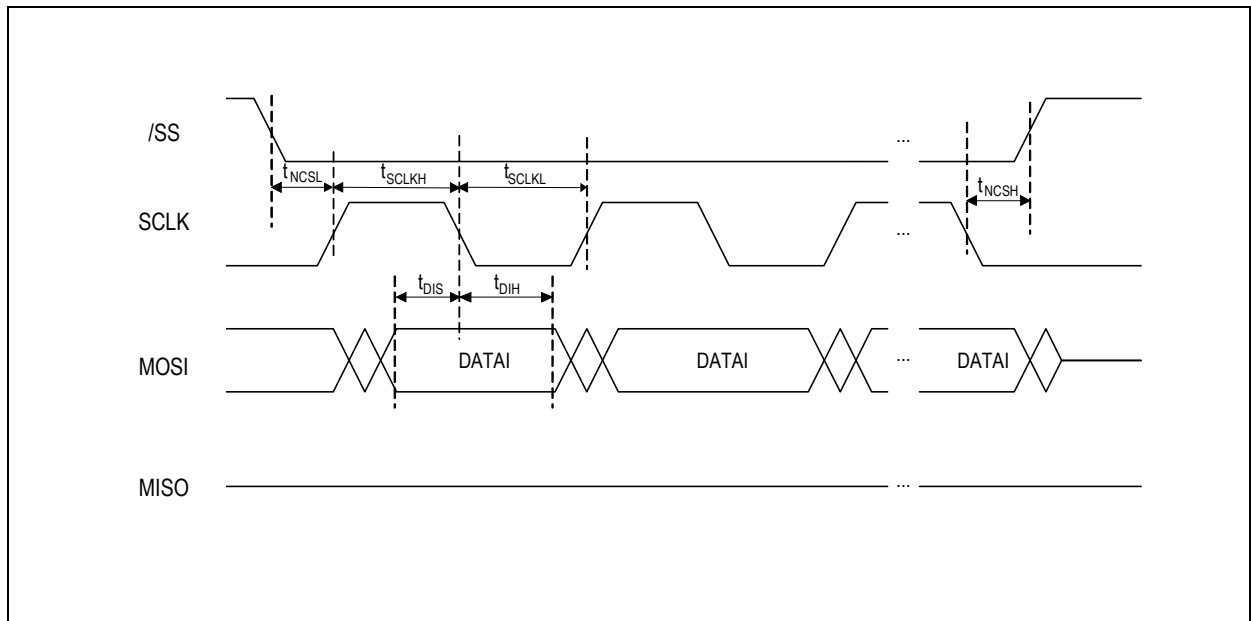 /SS
...
tNCSL
tSCLKH
tSCLKL
tNCSH
SCLK
...
tDIS
tDIH
MOSI
DATAI
DATAI
...
DATAI
MISO
...